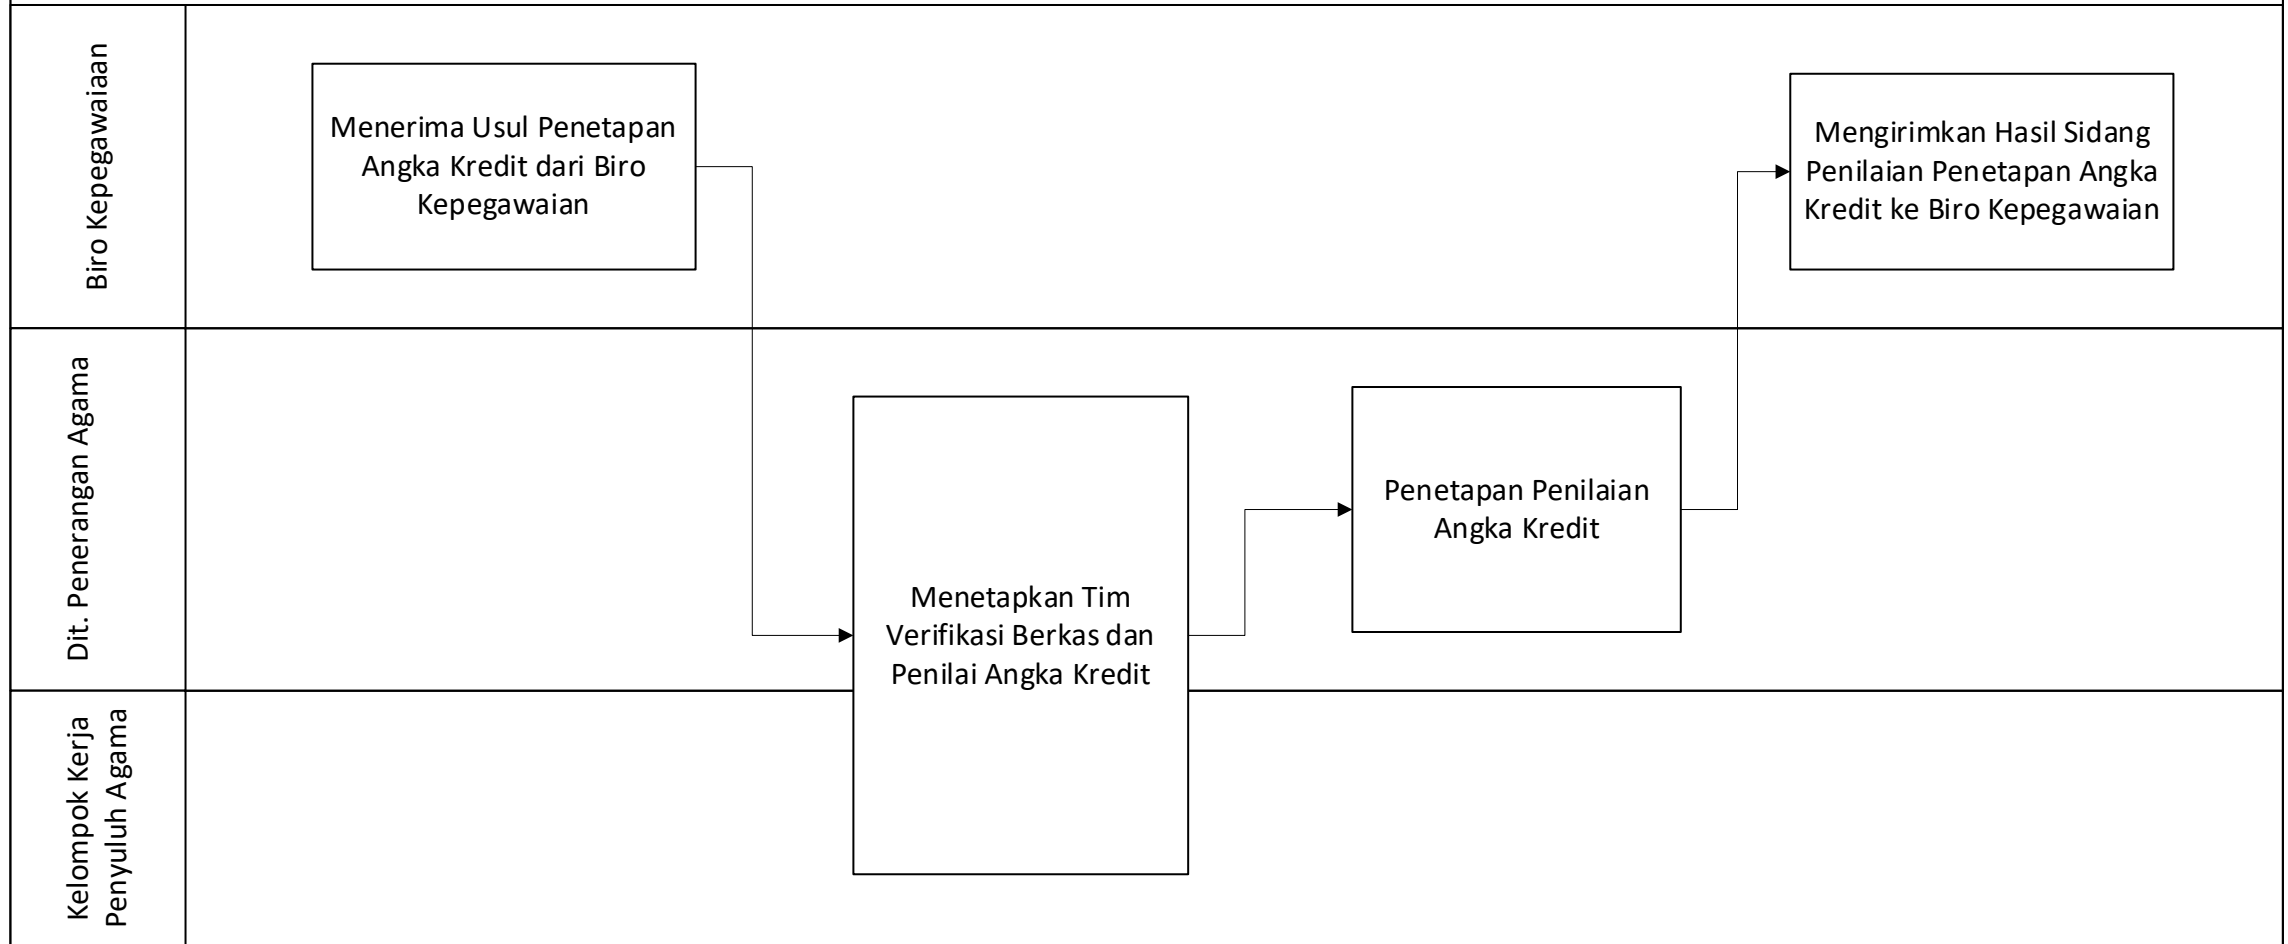 Biro Kepegawaiaan
Menerima Usul Penetapan
Angka Kredit dari Biro
Kepegawaian
Mengirimkan Hasil Sidang
Penilaian Penetapan Angka
Kredit ke Biro Kepegawaian
Dit. Penerangan Agama
Menetapkan Tim
Verifikasi Berkas dan
Penilai Angka Kredit
Penetapan Penilaian
Angka Kredit
Kelompok Kerja
Penyuluh Agama